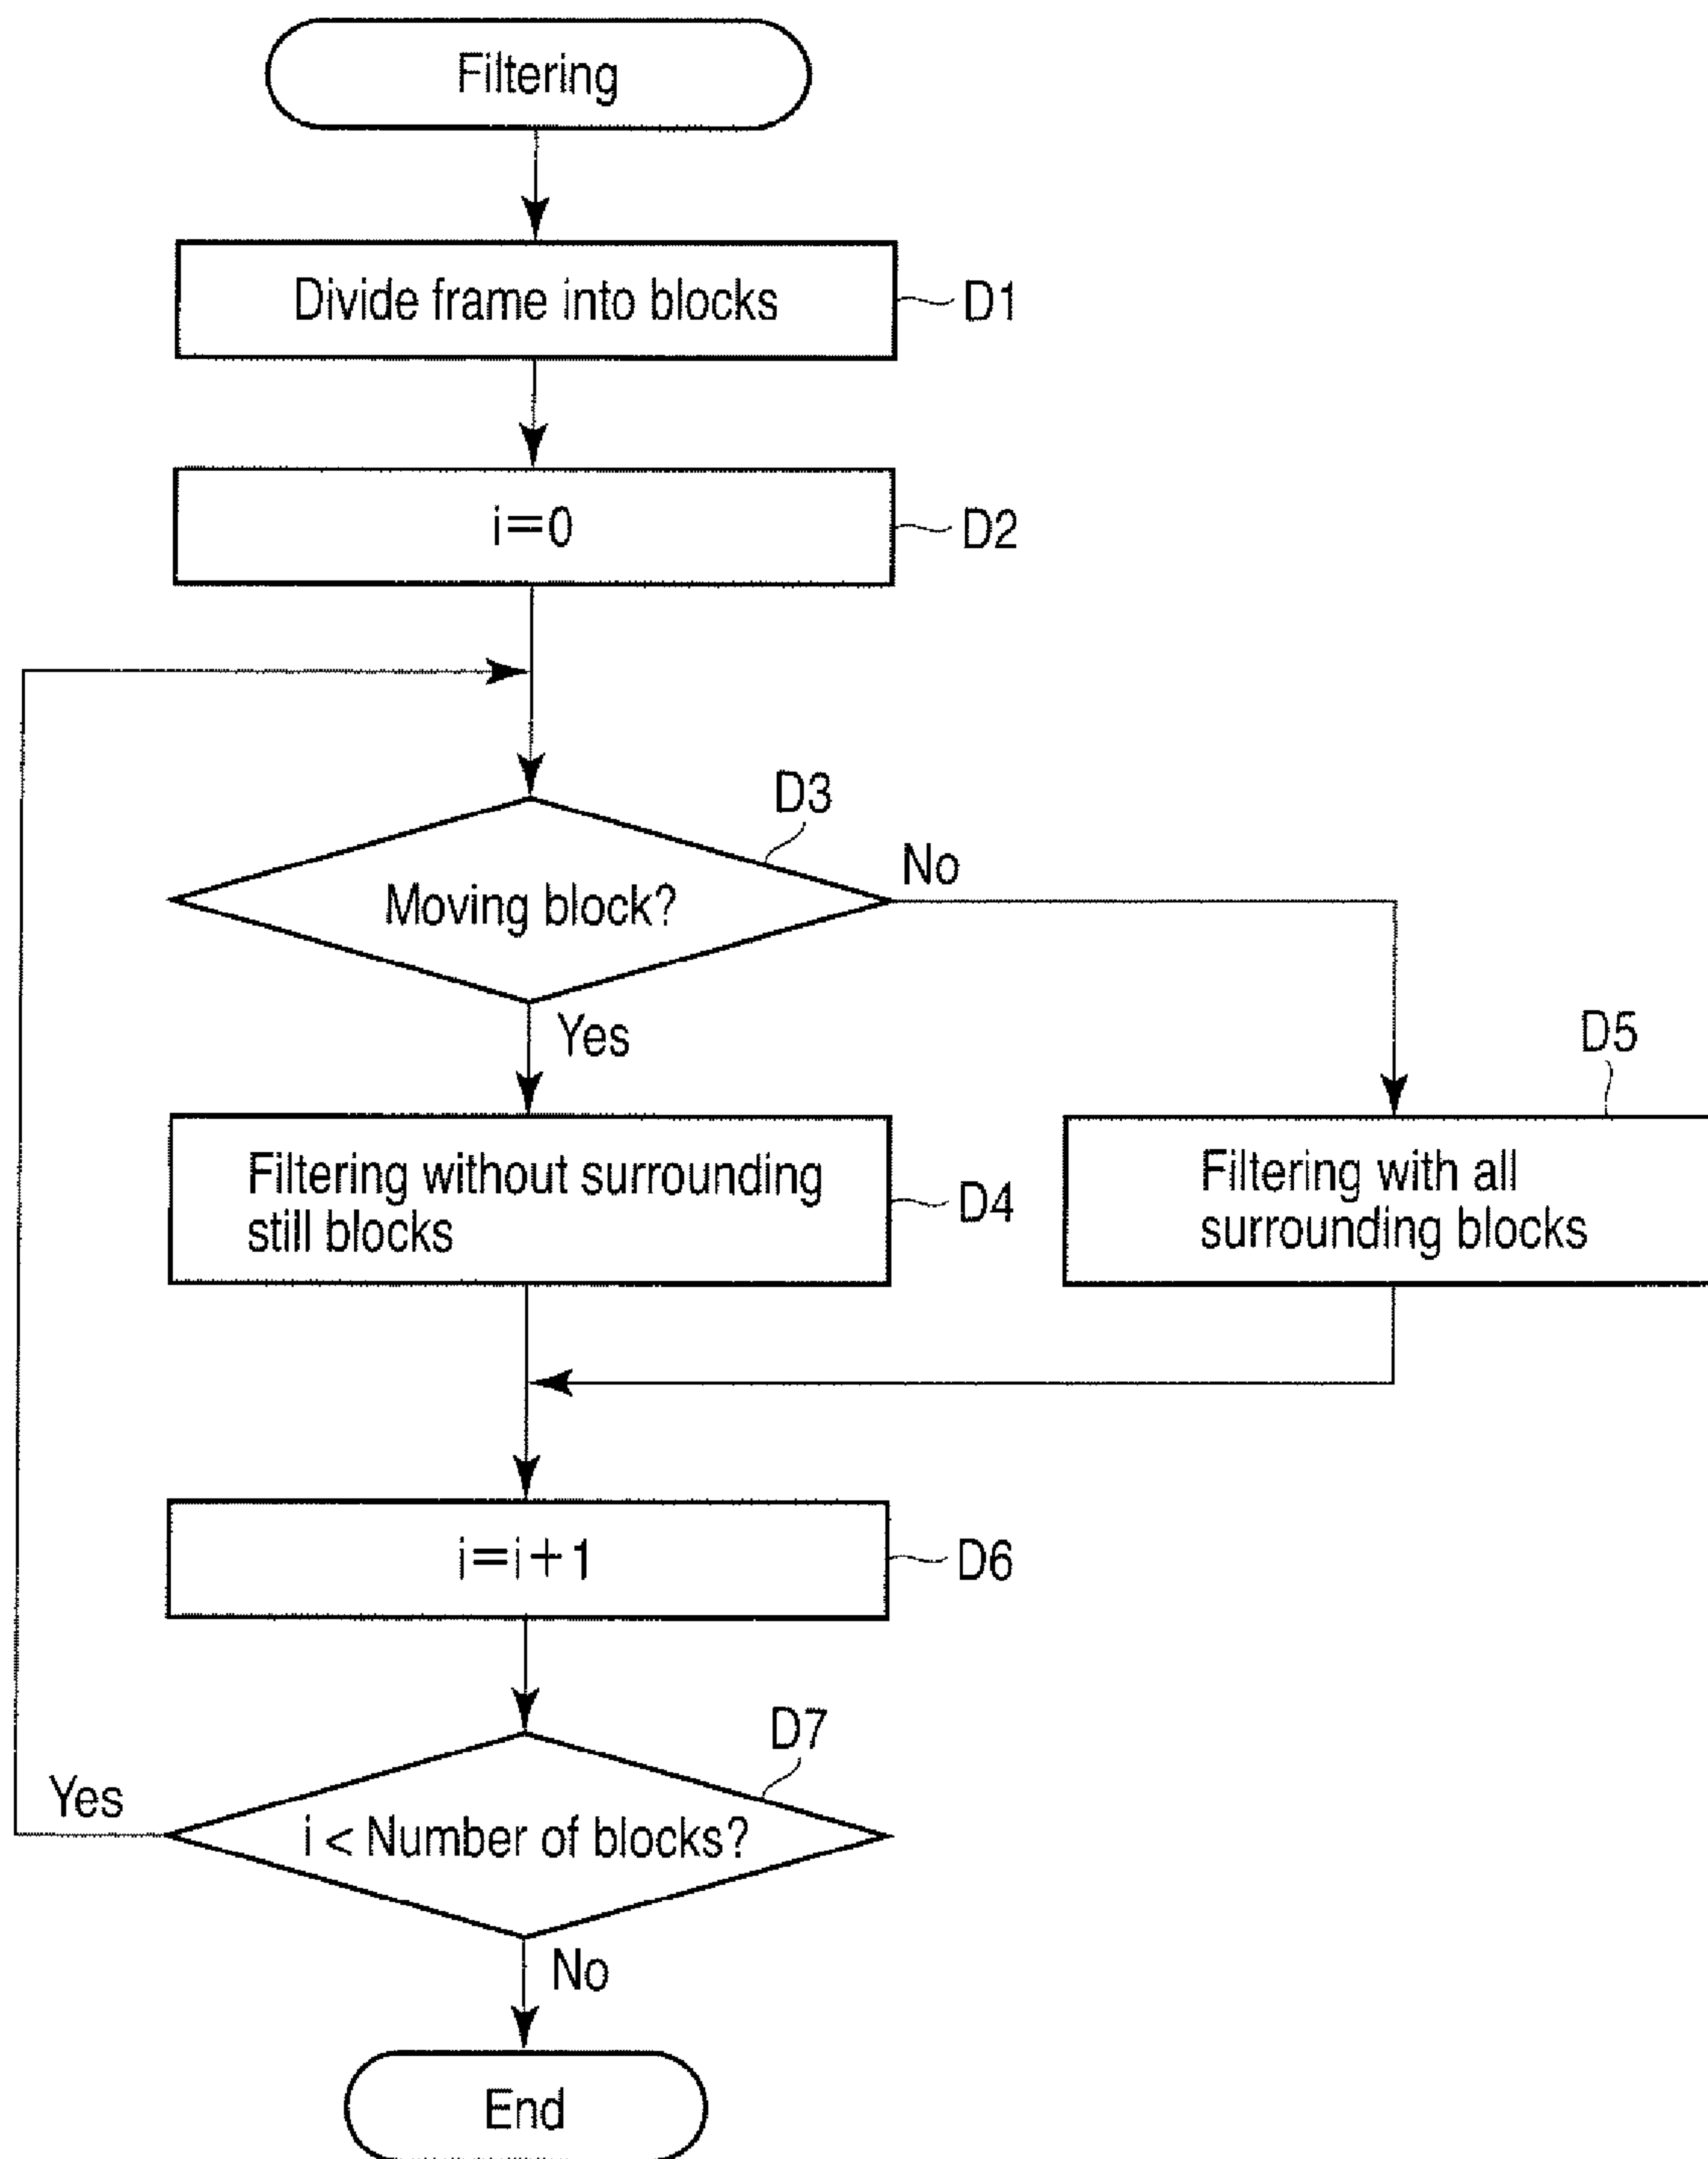 Filtering
Divide frame into blocks
D1
i=0
D2
D3
Moving block?
No
Yes
D5
Filtering without surrounding
still blocks
D4
Filtering with all
surrounding blocks
i=i+1
D6
D7
Yes
i < Number of blocks?
No
End